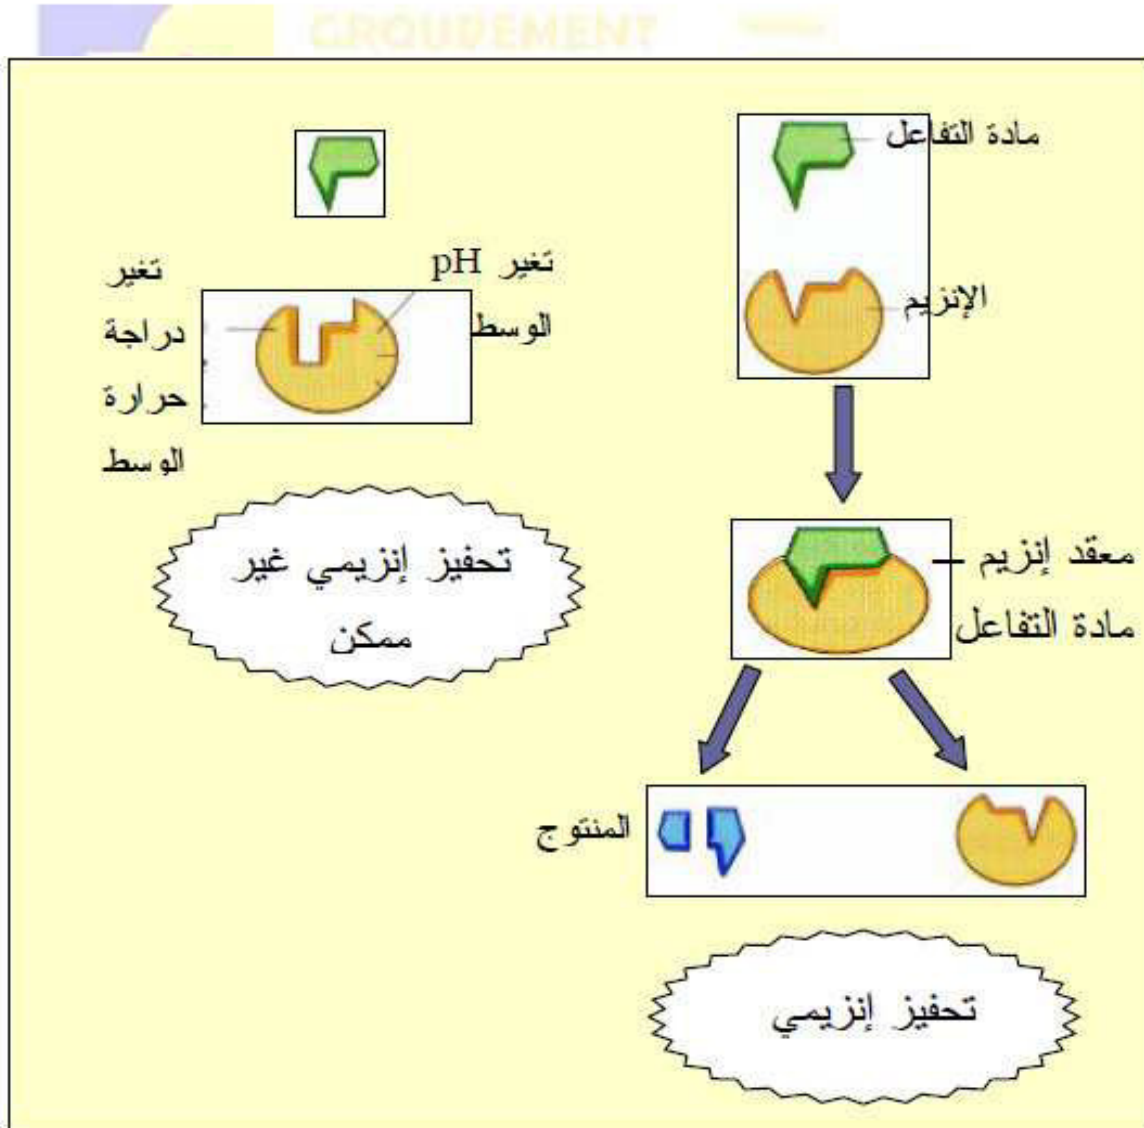 GROUDEMENT
مادة التفاعل
الإنزيم
معقد إنزيم
مادة التفاعل
المنتوج
تحفيز إنزيمي
تغير pH
الوسط
تغير
دراجة
حرارة
الوسط
تحفيز إنزيمي غير
ممكن